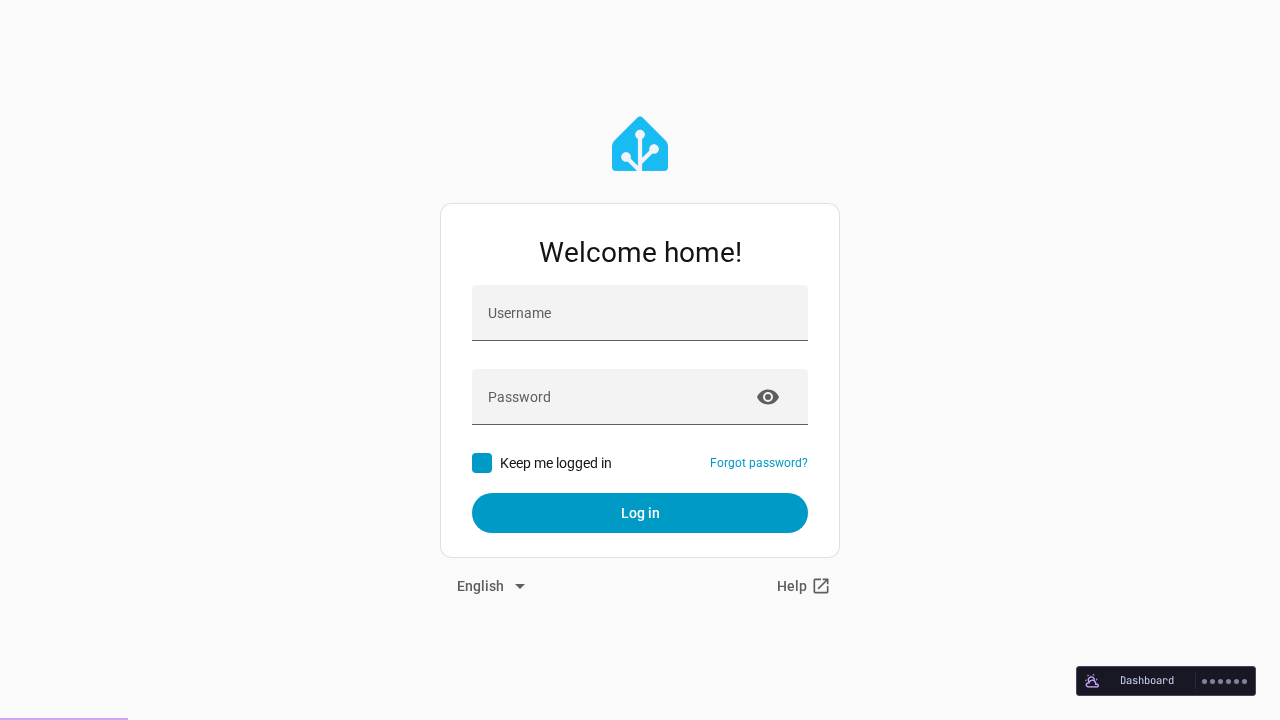 Welcome home!
Username
Password
Keep me logged in
Forgot password?
Log in
English
Help
Dashboard